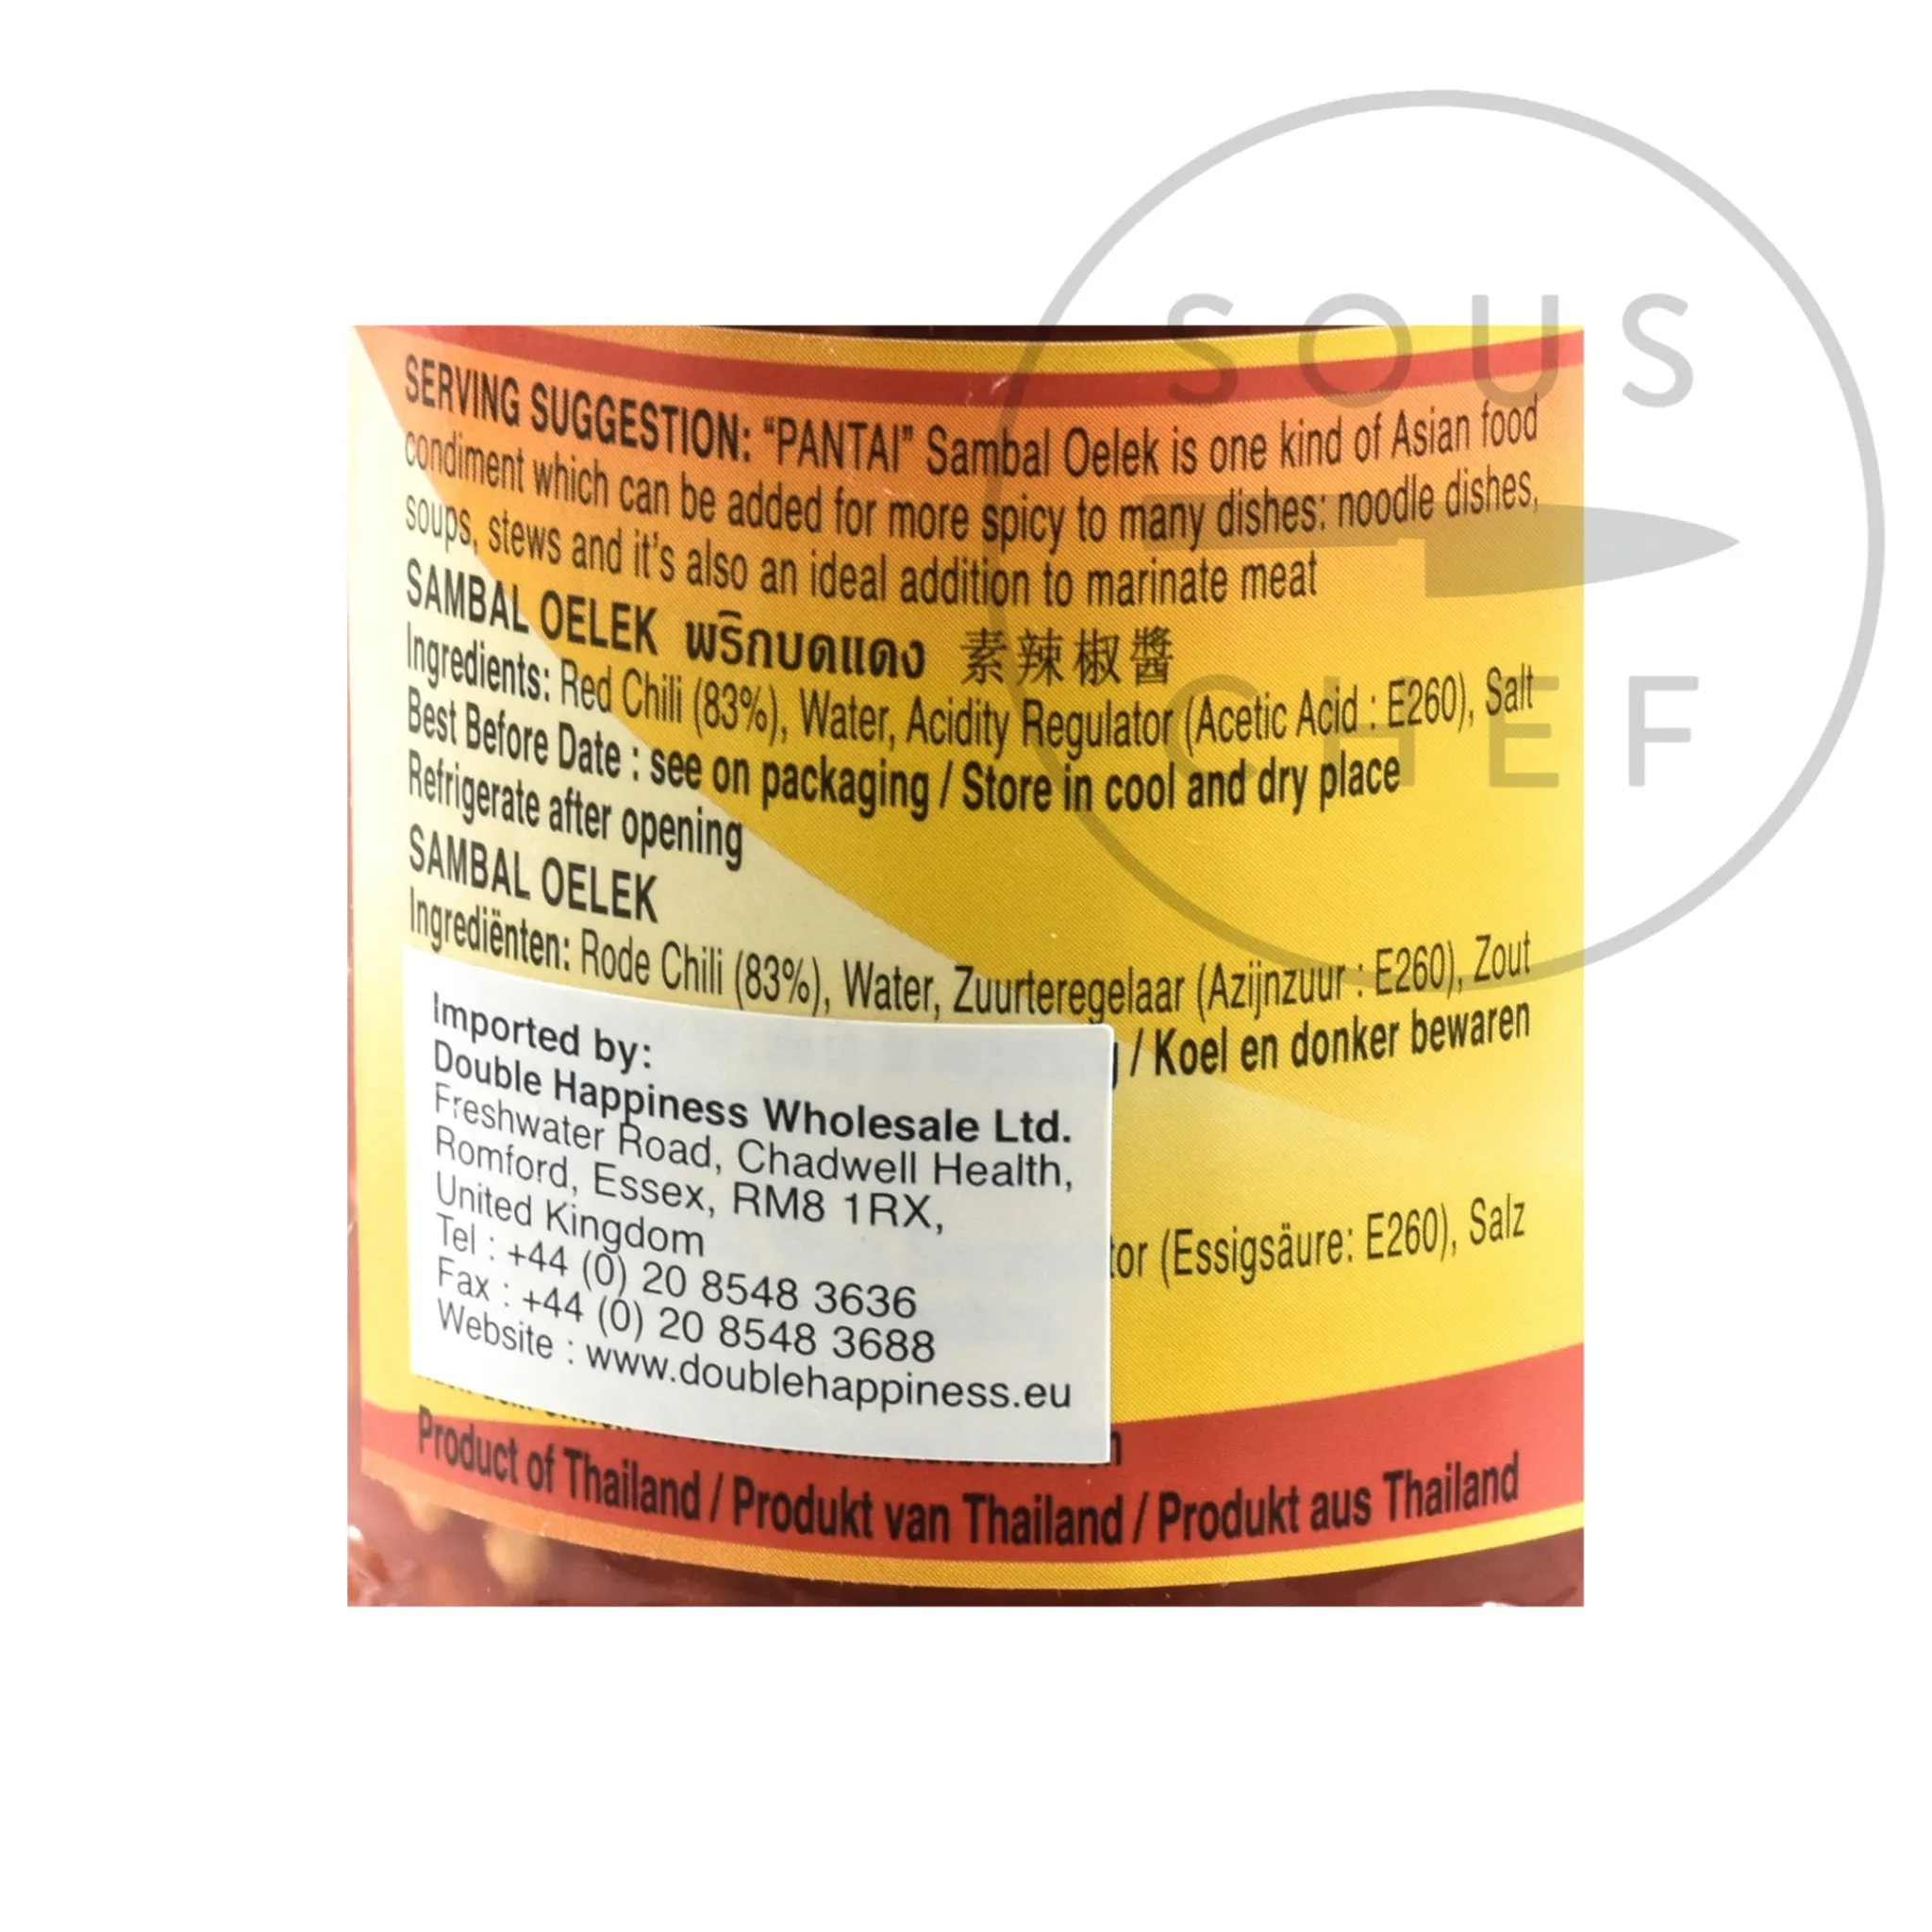 SOUS
CHEF
SERVING SUGGESTION: “PANTAI” Sambal Oelek is one kind of Asian food
condiment which can be added for more spicy to many dishes: noodle dishes,
soups, stews and it’s also an ideal addition to marinate meat
SAMBAL OELEK พริกบดแดง 素辣椒醬
Ingredients: Red Chili (83%), Water, Acidity Regulator (Acetic Acid : E260), Salt
Best Before Date : see on packaging / Store in cool and dry place
Refrigerate after opening
SAMBAL OELEK
Ingrediënten: Rode Chili (83%), Water, Zuurteregelaar (Azijnzuur : E260), Zout
/ Koel en donker bewaren
(Essigsäure: E260), Salz
Imported by:
Double Happiness Wholesale Ltd.
Freshwater Road, Chadwell Health,
Romford, Essex, RM8 1RX,
United Kingdom
Tel : +44 (0) 20 8548 3636
Fax : +44 (0) 20 8548 3688
Website : www.doublehappiness.eu
Product of Thailand / Produkt van Thailand / Produkt aus Thailand